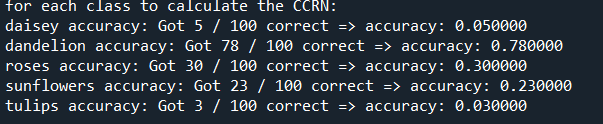 for each class to calculate the CCRN:
daisey accuracy: Got 5 / 100 correct => accuracy: 0.050000
dandelion accuracy: Got 78 / 100 correct => accuracy: 0.780000
roses accuracy: Got 30 / 100 correct => accuracy: 0.300000
sunflowers accuracy: Got 23 / 100 correct => accuracy: 0.230000
tulips accuracy: Got 3 / 100 correct => accuracy: 0.030000